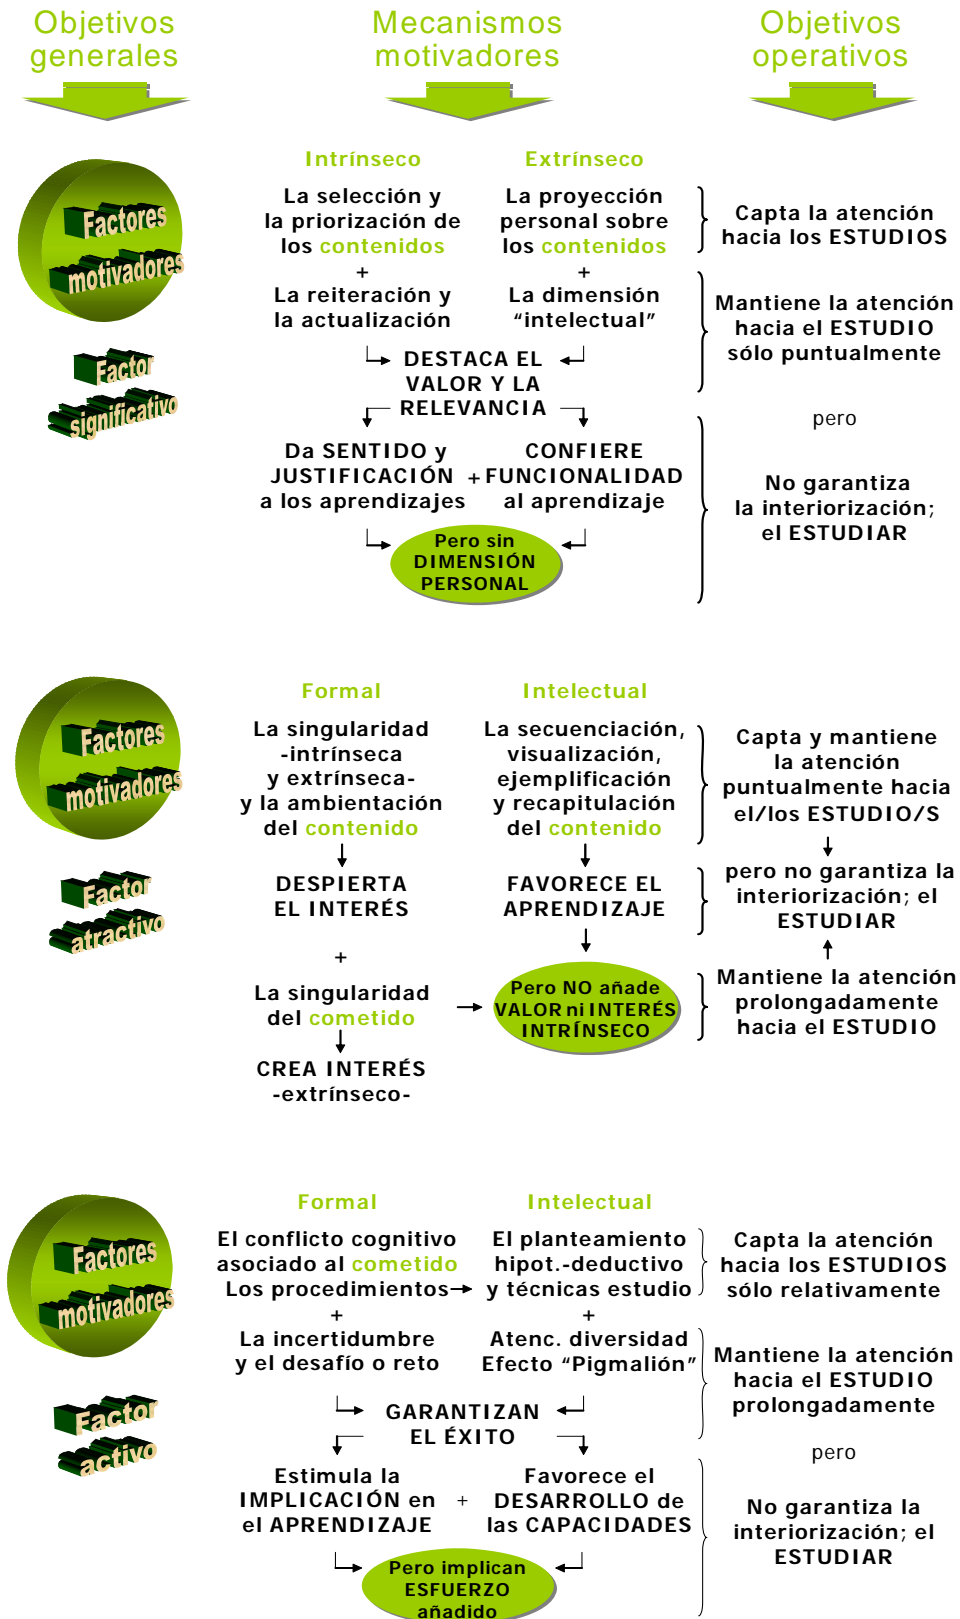 Objetivos
generales
Mecanismos
motivadores
Objetivos
operativos
Factores
motivadores
Factor
significativo
Intrínseco
La selección y
la priorización de
los contenidos
+
La reiteración y
la actualización
Extrínseco
La proyección
personal sobre
los contenidos
+
La dimensión
“intelectual”
DESTACA EL
VALOR Y LA
RELEVANCIA
Da SENTIDO y
JUSTIFICACIÓN
a los aprendizajes
+
CONFIERE
FUNCIONALIDAD
al aprendizaje
Pero sin
DIMENSIÓN
PERSONAL
Capta la atención
hacia los ESTUDIOS
Mantiene la atención
hacia el ESTUDIO
sólo puntualmente
pero
No garantiza
la interiorización;
el ESTUDIAR
Factores
motivadores
Factor
atractivo
Formal
La singularidad
-intrínseca
y extrínseca-
y la ambientación
del contenido
DESPIERTA
EL INTERÉS
+
La singularidad
del cometido
CREA INTERÉS
-extrínseco-
Intelectual
La secuenciación,
visualización,
ejemplificación
y recapitulación
del contenido
FAVORECE EL
APRENDIZAJE
Pero NO añade
VALOR ni INTERÉS
INTRÍNSECO
Capta y mantiene
la atención
puntualmente hacia
el/los ESTUDIO/S
pero no garantiza la
interiorización; el
ESTUDIAR
Mantiene la atención
prolongadamente
hacia el ESTUDIO
Factores
motivadores
Factor
activo
Formal
El conflicto cognitivo
asociado al cometido
Los procedimientos
+
La incertidumbre
y el desafío o reto
Intelectual
El planteamiento
hipot.-deductivo
y técnicas estudio
+
Atenc. diversidad
Efecto “Pigmalión”
GARANTIZAN
EL ÉXITO
Estimula la
IMPLICACIÓN en
el APRENDIZAJE
+
Favorece el
DESARROLLO de
las CAPACIDADES
Pero implican
ESFUERZO
añadido
Capta la atención
hacia los ESTUDIOS
sólo relativamente
Mantiene la atención
hacia el ESTUDIO
prolongadamente
pero
No garantiza la
interiorización; el
ESTUDIAR